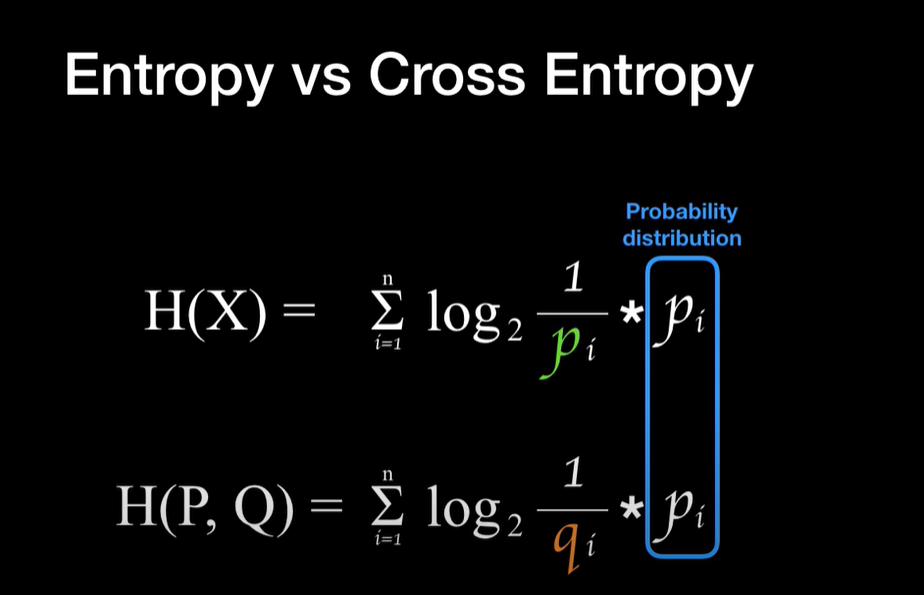 Entropy vs Cross Entropy
Probability
distribution
H(X) = n Σ i=1 log₂ 1 / pᵢ * pᵢ
H(P, Q) = n Σ i=1 log₂ 1 / qᵢ * pᵢ